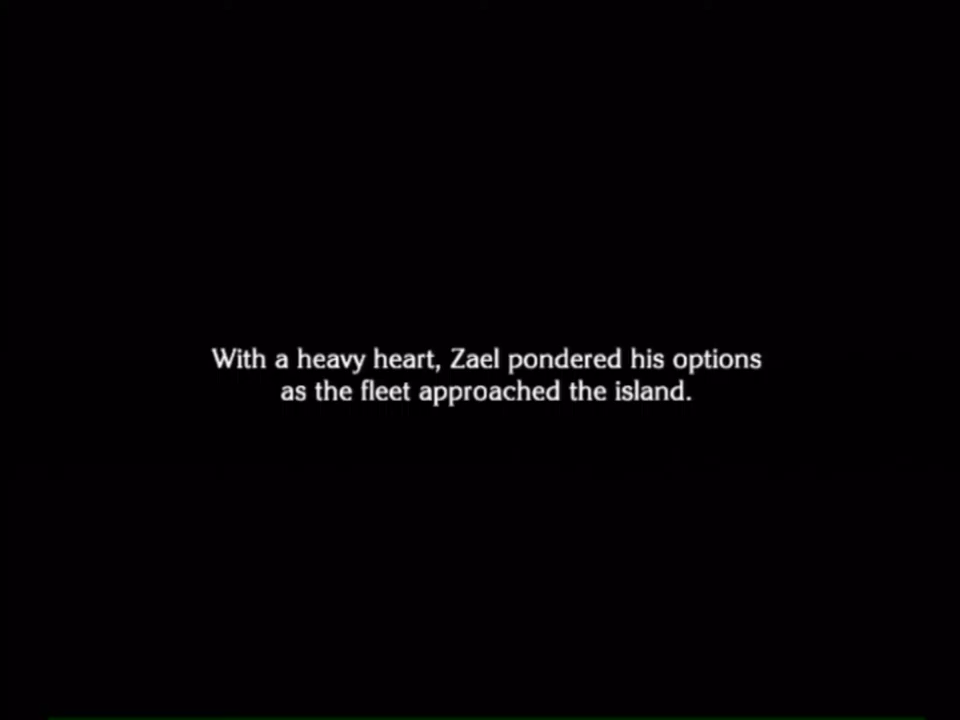 With a heavy heart, Zael pondered his options
as the fleet approached the island.